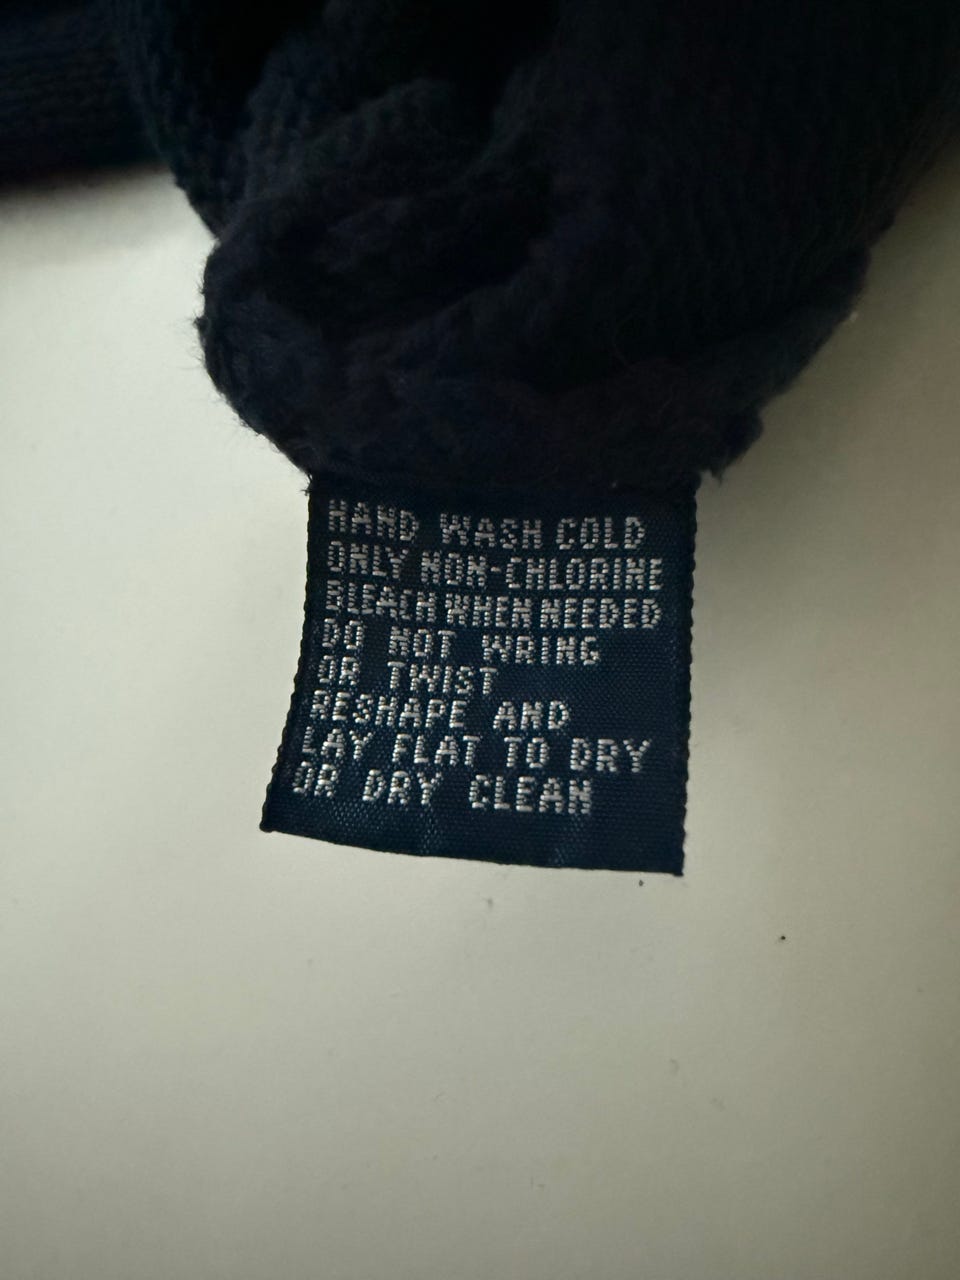 HAND WASH COLD
ONLY NON-CHLORINE
BLEACH WHEN NEEDED
DO NOT WRING
OR TWIST
RESHAPE AND
LAY FLAT TO DRY
OR DRY CLEAN